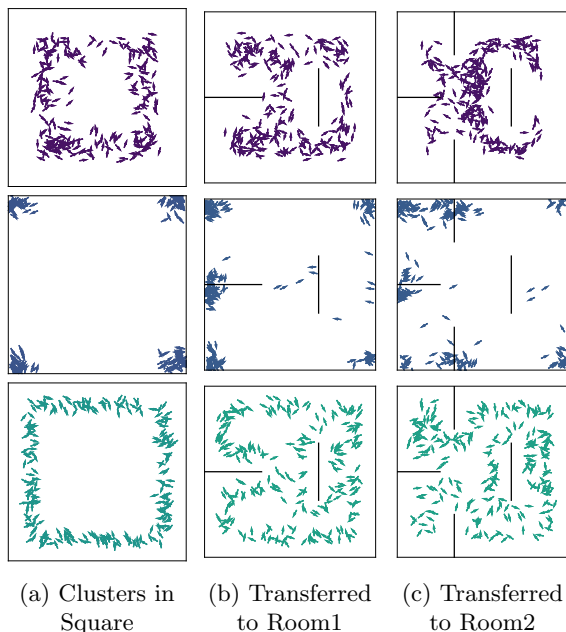 (a) Clusters in
Square
(b) Transferred
to Room1
(c) Transferred
to Room2